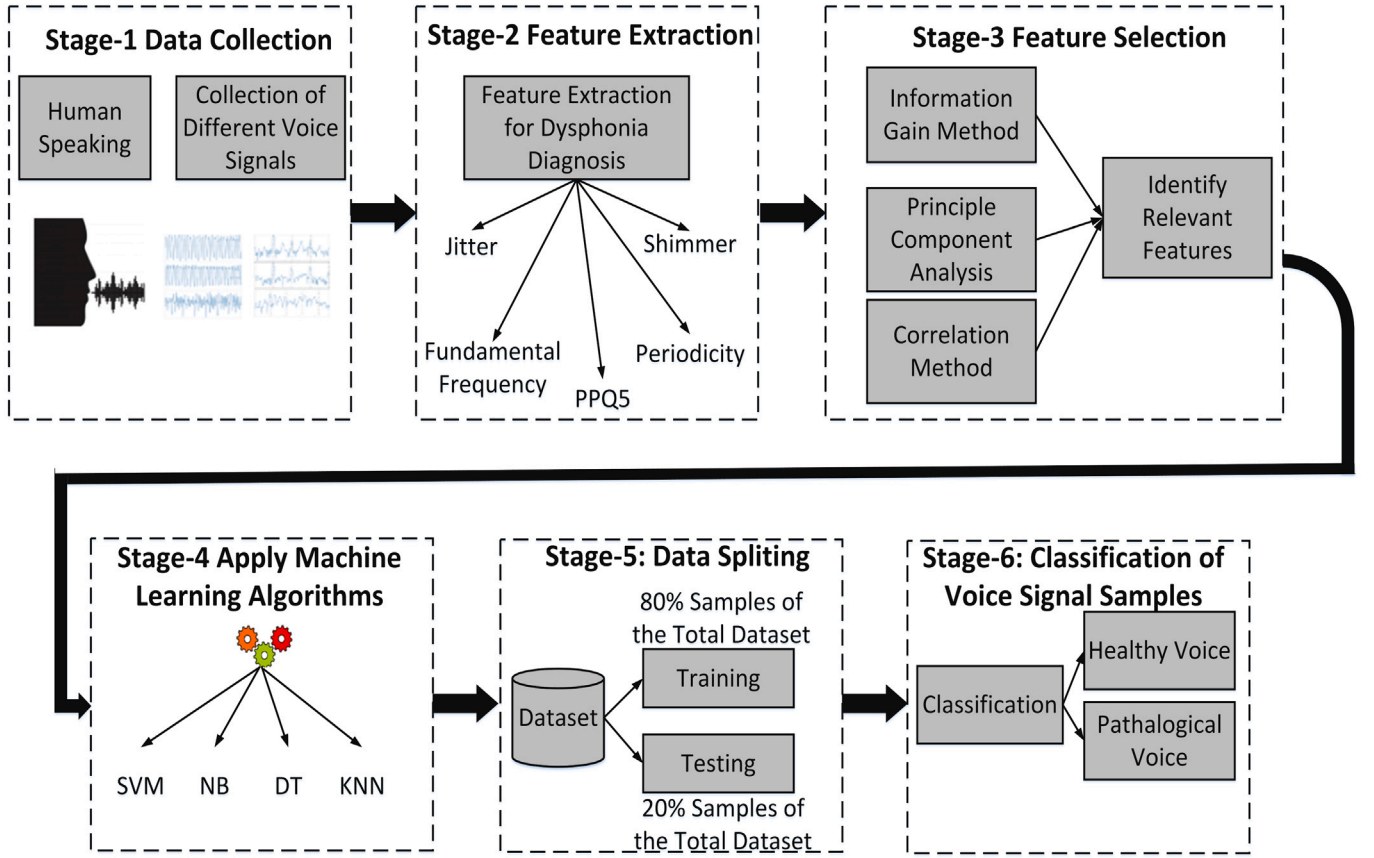 Stage-1 Data Collection
Human
Speaking
Collection of
Different Voice
Signals
Stage-2 Feature Extraction
Feature Extraction
for Dysphonia
Diagnosis
Jitter
Shimmer
Fundamental
Frequency
PPQ5
Periodicity
Stage-3 Feature Selection
Information
Gain Method
Principle
Component
Analysis
Correlation
Method
Identify
Relevant
Features
Stage-4 Apply Machine
Learning Algorithms
SVM
NB
DT
KNN
Stage-5: Data Spliting
80% Samples of
the Total Dataset
Dataset
Training
Testing
20% Samples of
the Total Dataset
Stage-6: Classification of
Voice Signal Samples
Classification
Healthy Voice
Pathalogical
Voice